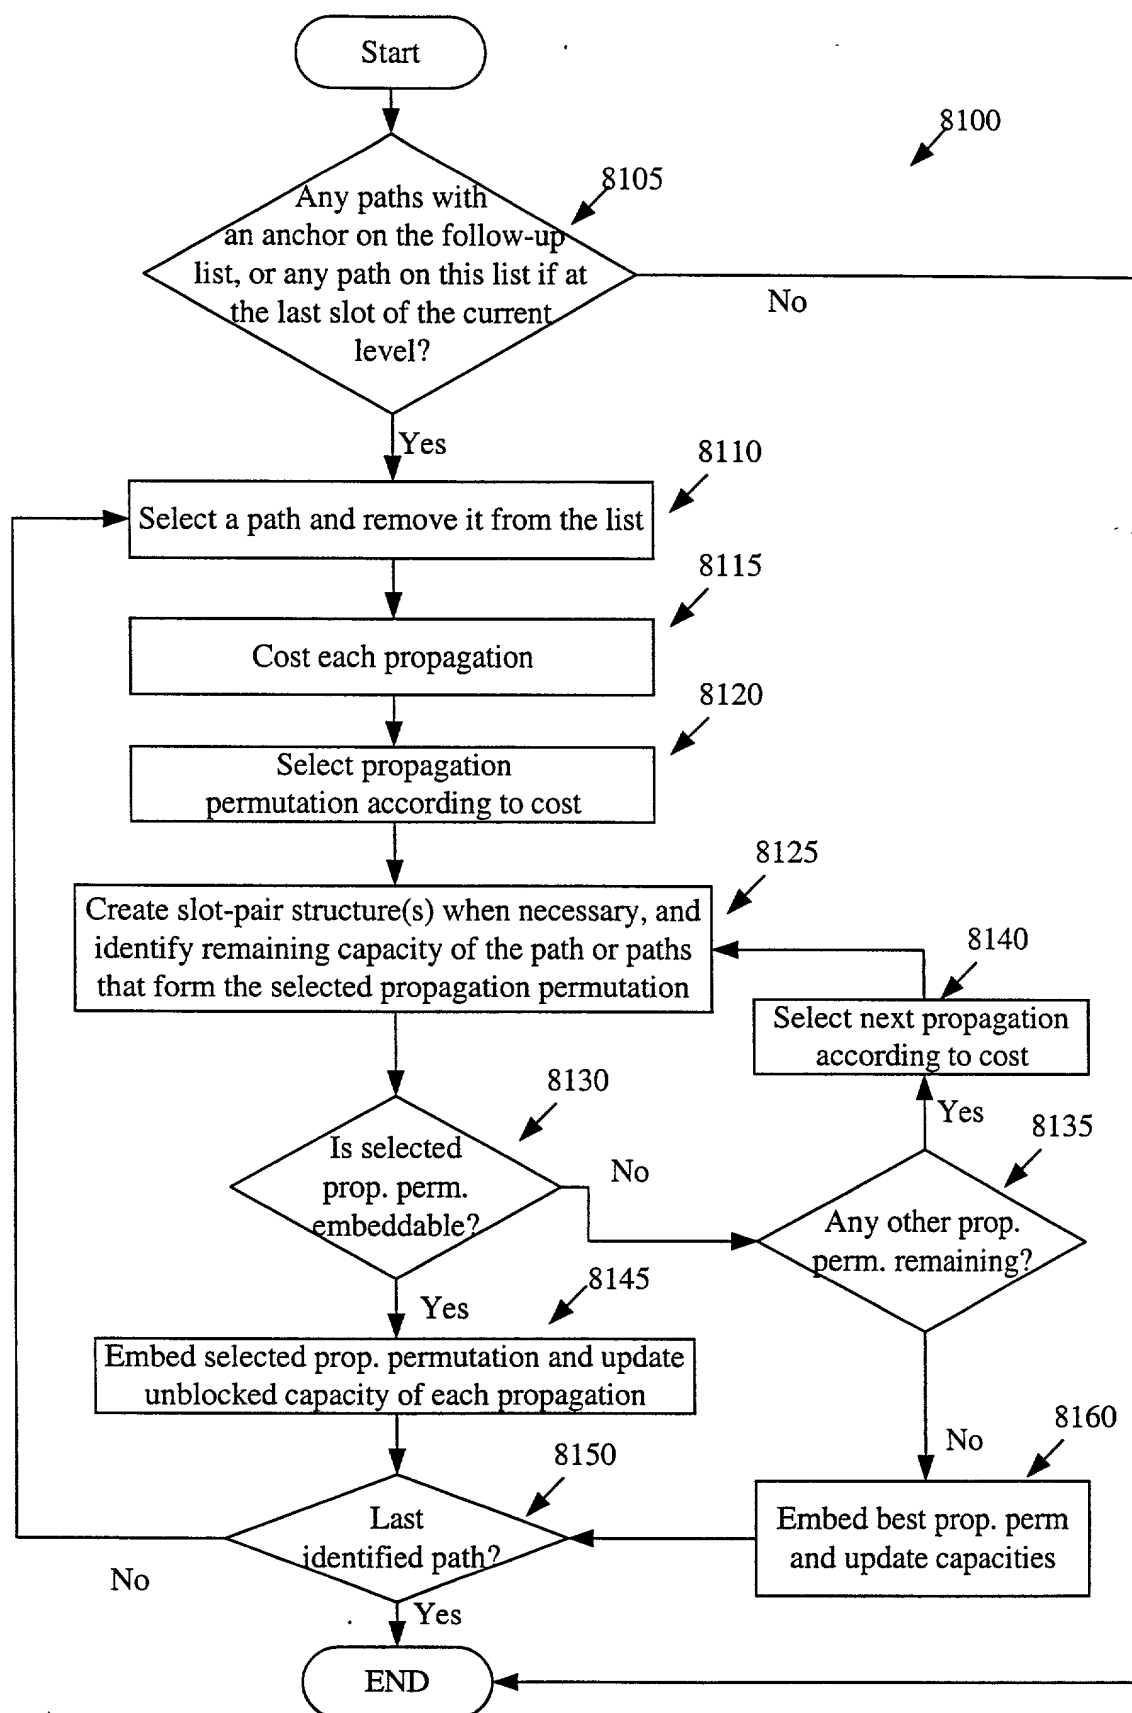 Start
8100
8105
Any paths with
an anchor on the follow-up
list, or any path on this list if at
the last slot of the current
level?
No
Yes
8110
Select a path and remove it from the list
8115
Cost each propagation
8120
Select propagation
permutation according to cost
8125
Create slot-pair structure(s) when necessary, and
identify remaining capacity of the path or paths
that form the selected propagation permutation
8140
Select next propagation
according to cost
Yes
8130
Is selected
prop. perm.
embeddable?
No
8135
Any other prop.
perm. remaining?
Yes
8145
Embed selected prop. permutation and update
unblocked capacity of each propagation
No
8160
Embed best prop. perm
and update capacities
8150
Last
identified path?
No
Yes
END